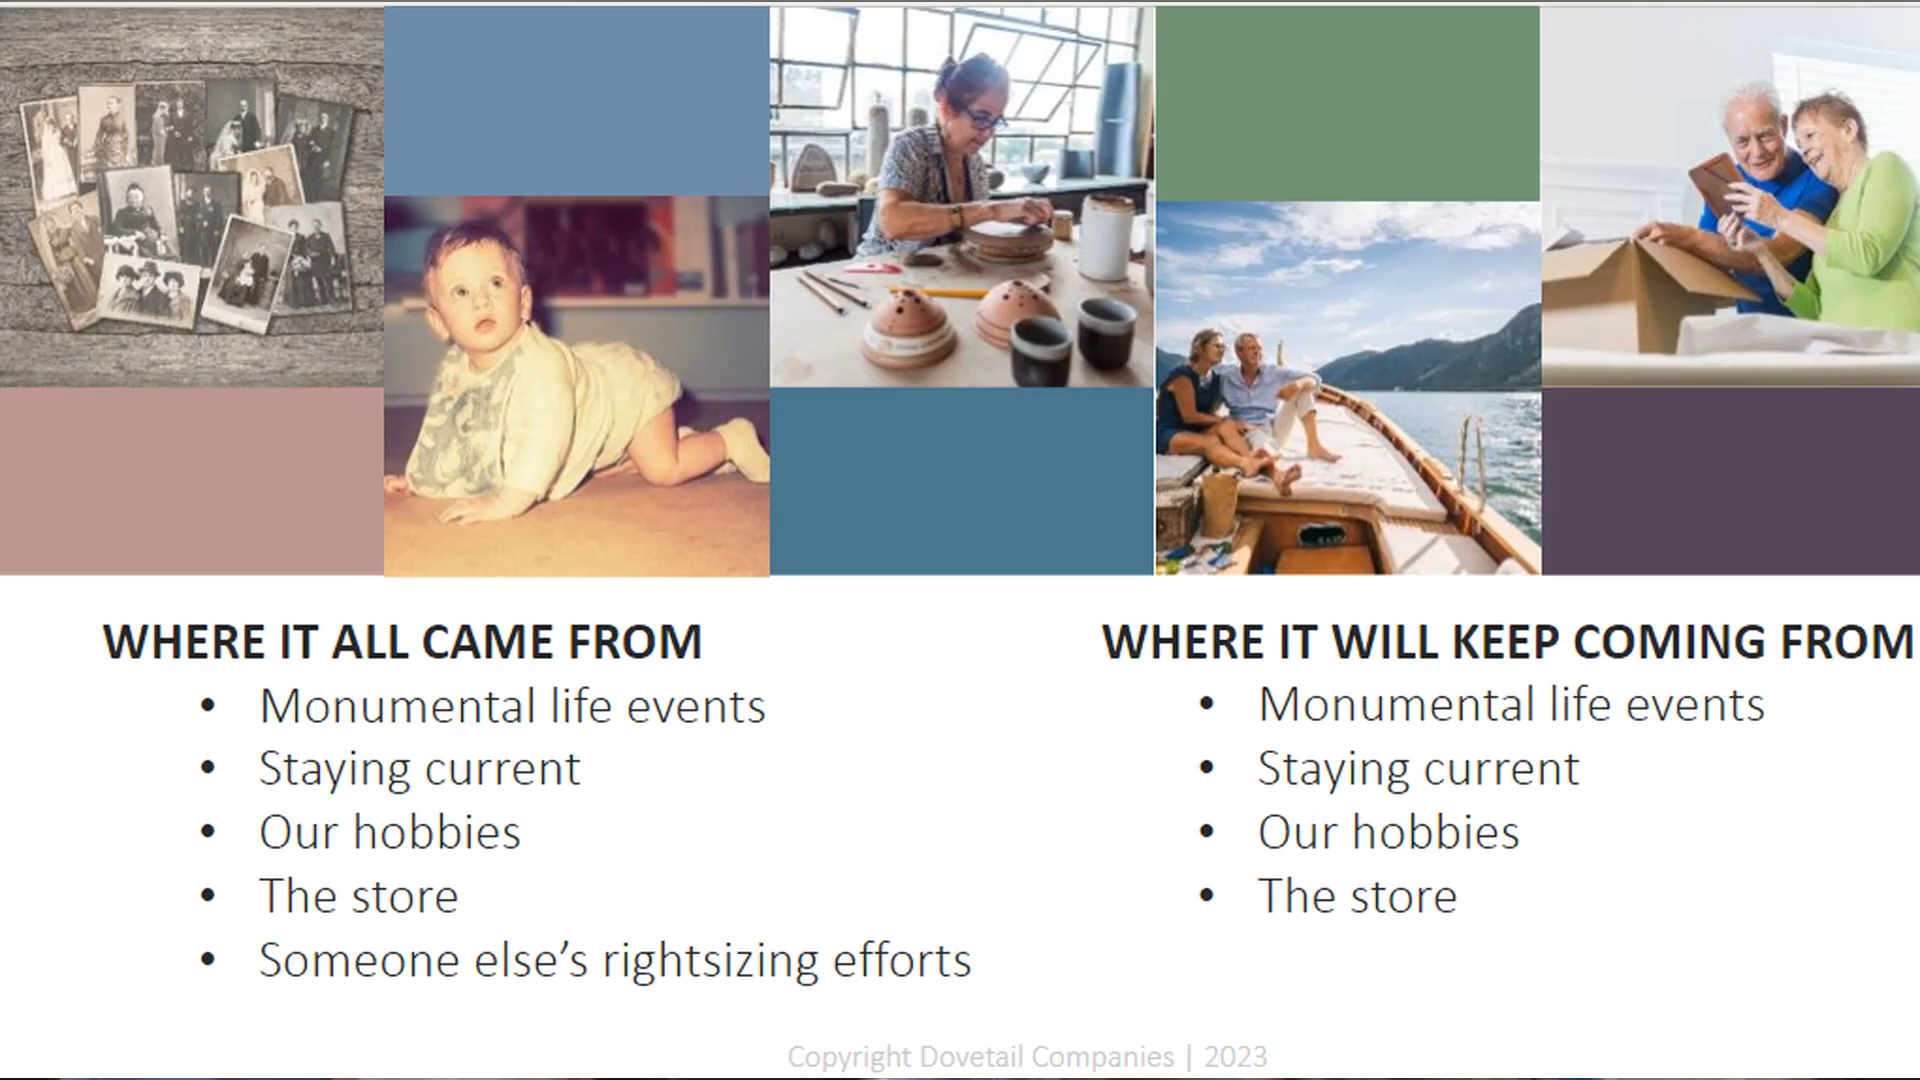 WHERE IT ALL CAME FROM
• Monumental life events
• Staying current
• Our hobbies
• The store
• Someone else’s rightsizing efforts
WHERE IT WILL KEEP COMING FROM
• Monumental life events
• Staying current
• Our hobbies
• The store
Copyright Dovetail Companies | 2023